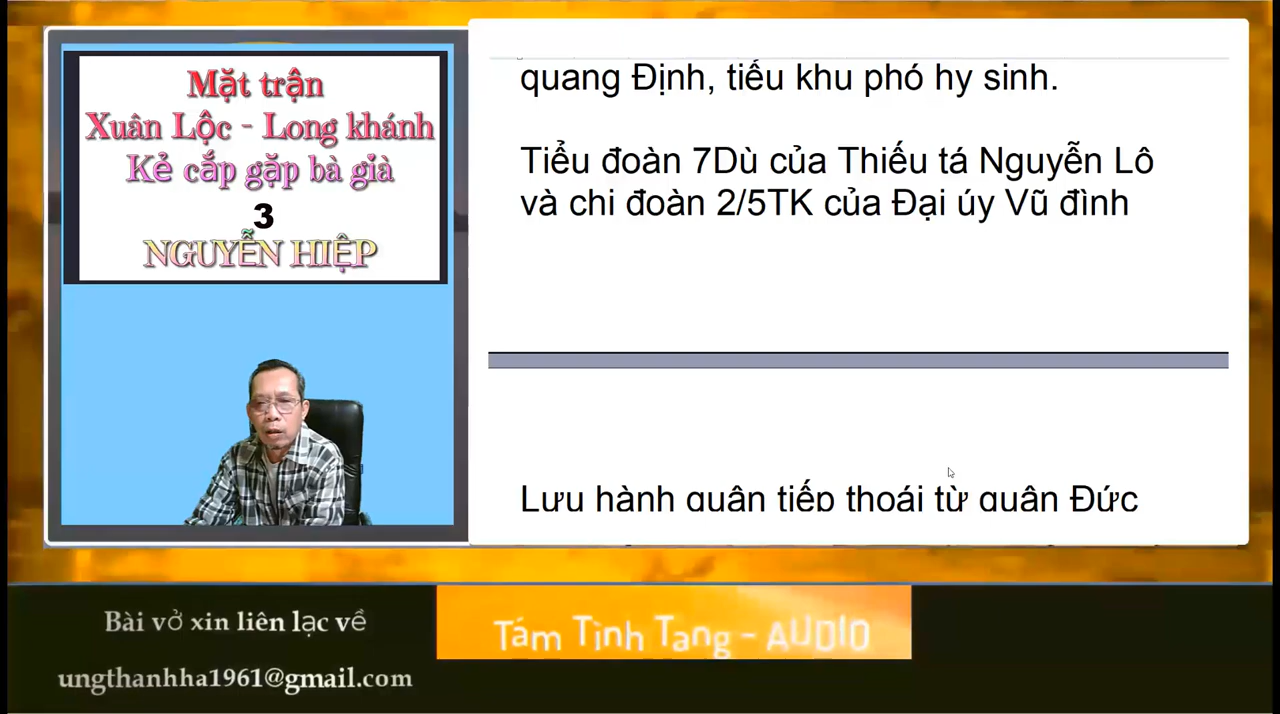 Mặt trận
Xuân Lộc - Long khánh
Kẻ cắp gặp bà già
3
NGUYỄN HIỆP
quang Định, tiểu khu phó hy sinh.
Tiểu đoàn 7Dù của Thiếu tá Nguyễn Lô
và chi đoàn 2/5TK của Đại úy Vũ đình
Lưu hành quân tiếp thoái từ quân Đức
Bài vở xin liên lạc về
ungthanhha1961@gmail.com
Tám Tình Tang - AUDIO